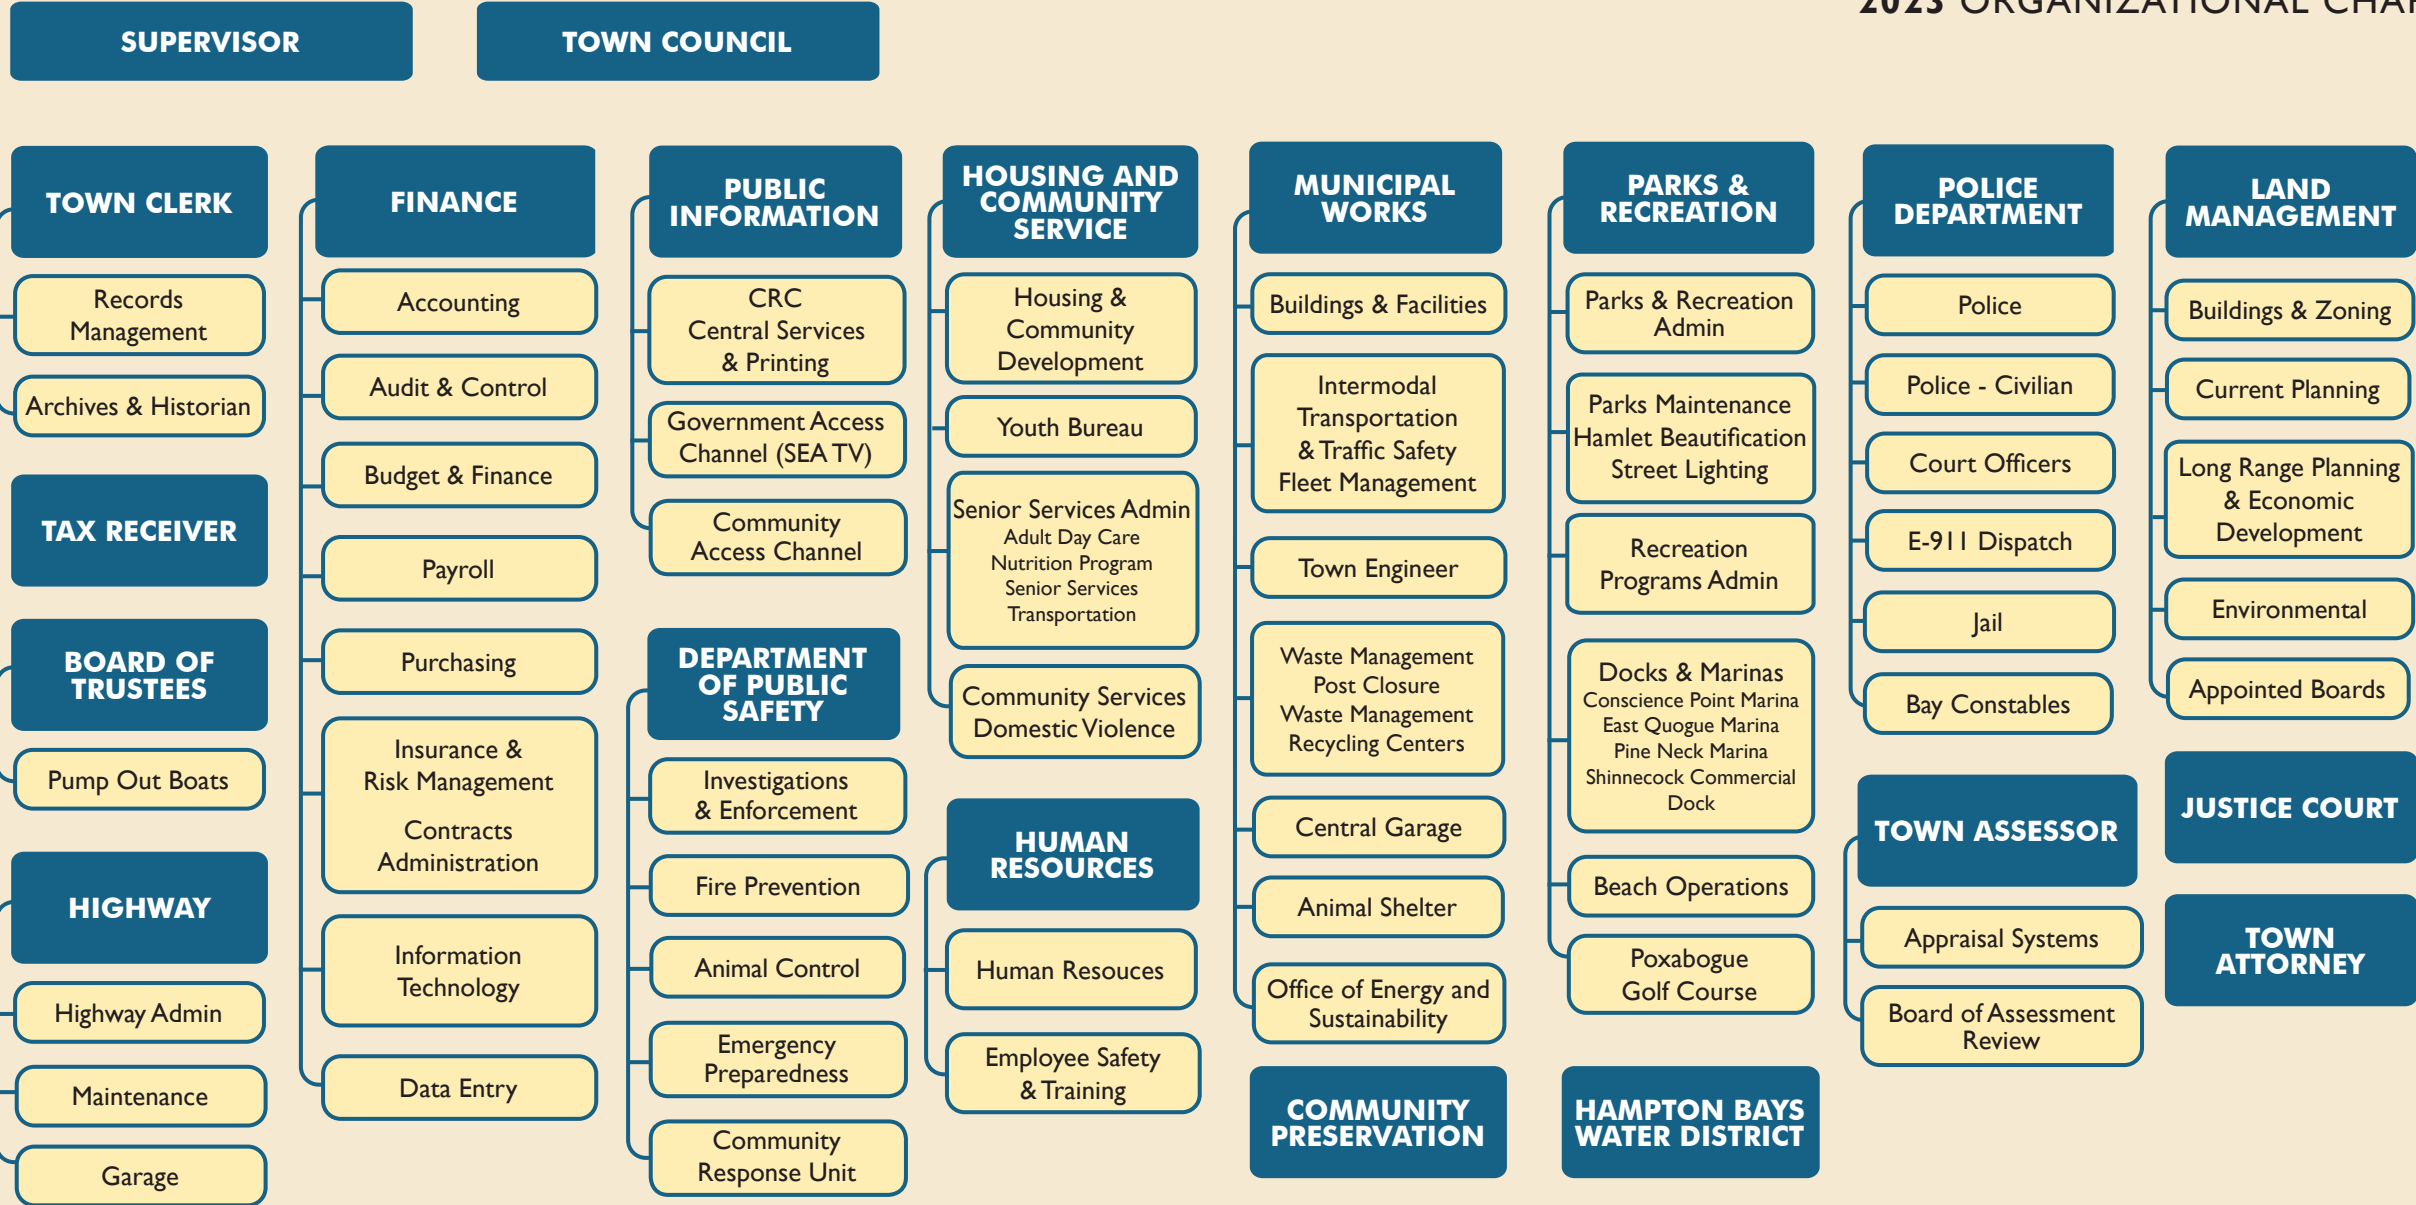 2023 ORGANIZATIONAL CHAR
SUPERVISOR
TOWN COUNCIL
TOWN CLERK
Records
Management
Archives & Historian
TAX RECEIVER
BOARD OF
TRUSTEES
Pump Out Boats
HIGHWAY
Highway Admin
Maintenance
Garage
FINANCE
Accounting
Audit & Control
Budget & Finance
Payroll
Purchasing
Insurance &
Risk Management
Contracts
Administration
Information
Technology
Data Entry
PUBLIC
INFORMATION
CRC
Central Services
& Printing
Government Access
Channel (SEA TV)
Community
Access Channel
DEPARTMENT
OF PUBLIC
SAFETY
Investigations
& Enforcement
Fire Prevention
Animal Control
Emergency
Preparedness
Community
Response Unit
HOUSING AND
COMMUNITY
SERVICE
Housing &
Community
Development
Youth Bureau
Senior Services Admin
Adult Day Care
Nutrition Program
Senior Services
Transportation
Community Services
Domestic Violence
HUMAN
RESOURCES
Human Resouces
Employee Safety
& Training
MUNICIPAL
WORKS
Buildings & Facilities
Intermodal
Transportation
& Traffic Safety
Fleet Management
Town Engineer
Waste Management
Post Closure
Waste Management
Recycling Centers
Central Garage
Animal Shelter
Office of Energy and
Sustainability
COMMUNITY
PRESERVATION
PARKS &
RECREATION
Parks & Recreation
Admin
Parks Maintenance
Hamlet Beautification
Street Lighting
Recreation
Programs Admin
Docks & Marinas
Conscience Point Marina
East Quogue Marina
Pine Neck Marina
Shinnecock Commercial
Dock
Beach Operations
Poxabogue
Golf Course
HAMPTON BAYS
WATER DISTRICT
POLICE
DEPARTMENT
Police
Police - Civilian
Court Officers
E-911 Dispatch
Jail
Bay Constables
TOWN ASSESSOR
Appraisal Systems
Board of Assessment
Review
LAND
MANAGEMENT
Buildings & Zoning
Current Planning
Long Range Planning
& Economic
Development
Environmental
Appointed Boards
JUSTICE COURT
TOWN
ATTORNEY